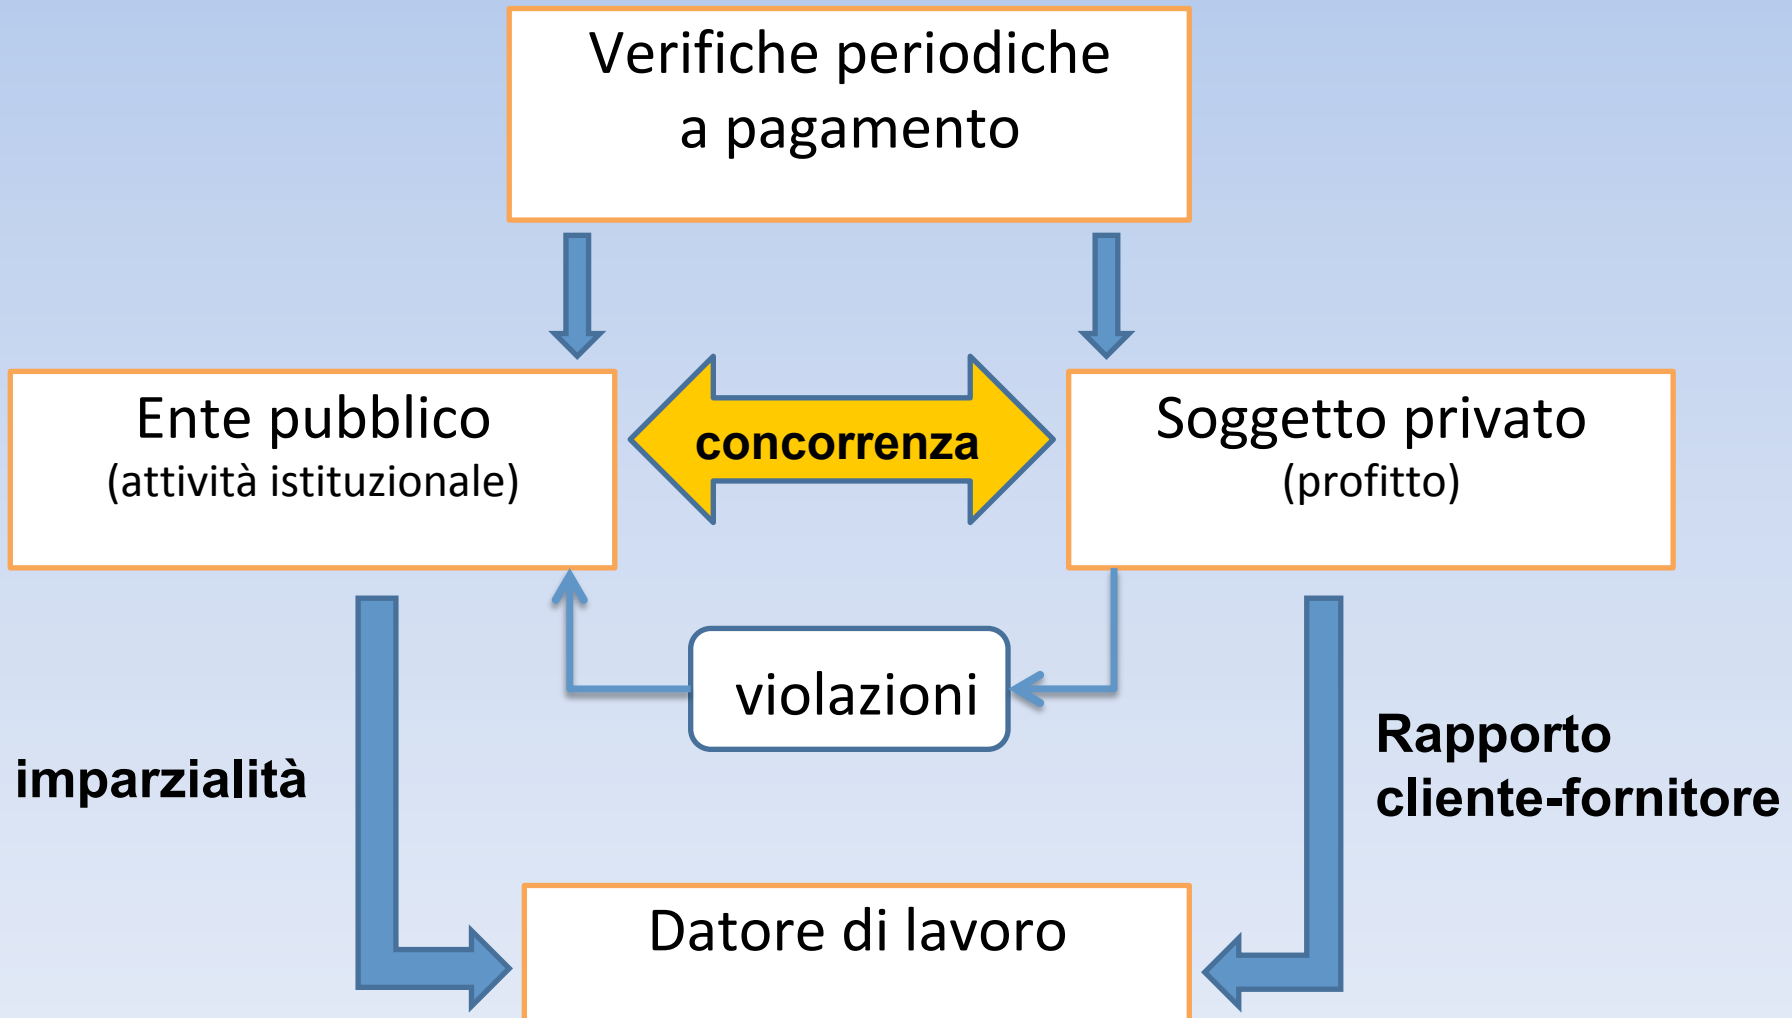 Verifiche periodiche
a pagamento
Ente pubblico
(attività istituzionale)
concorrenza
Soggetto privato
(profitto)
violazioni
imparzialità
Rapporto
cliente-fornitore
Datore di lavoro